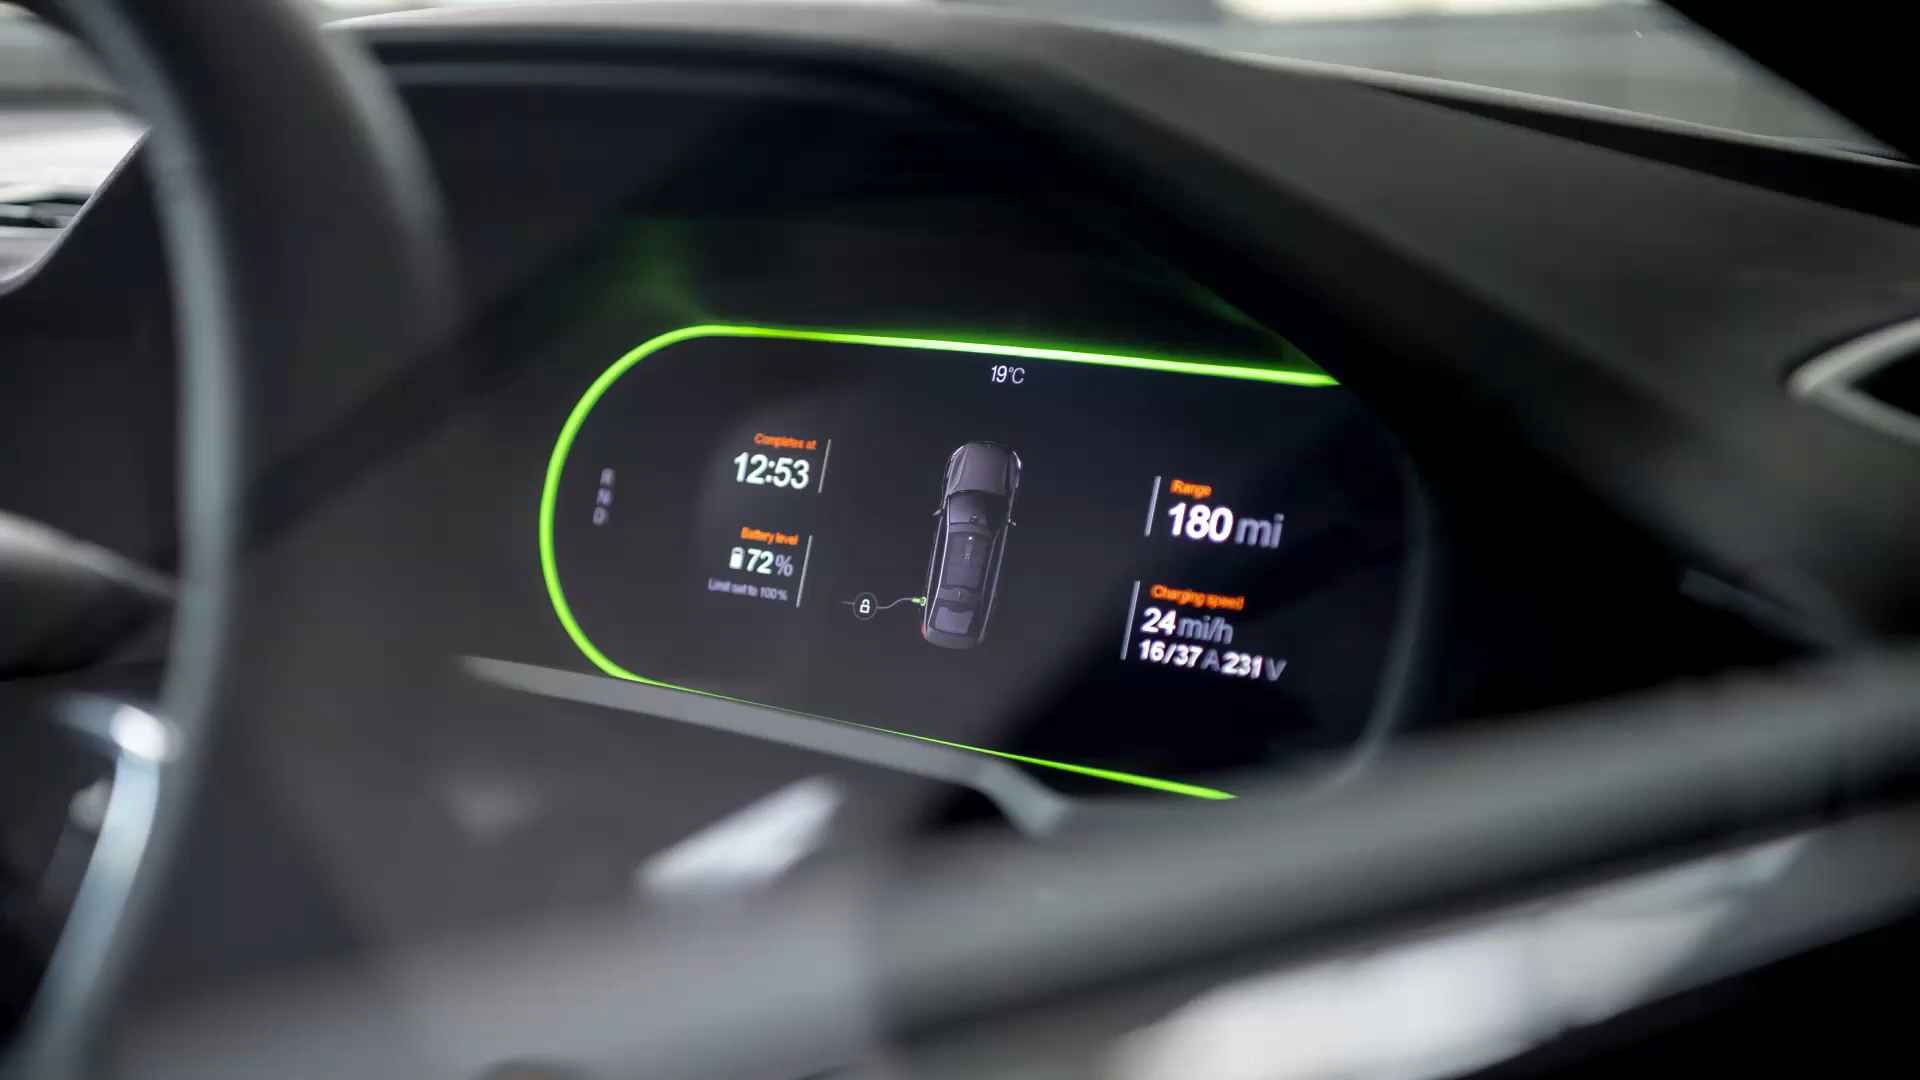 19°C
Completes at
12:53
R
N
D
Battery level
72%
Limit set to 100%
Range
180 mi
Charging speed
24 mi/h
16/37 A 231 V